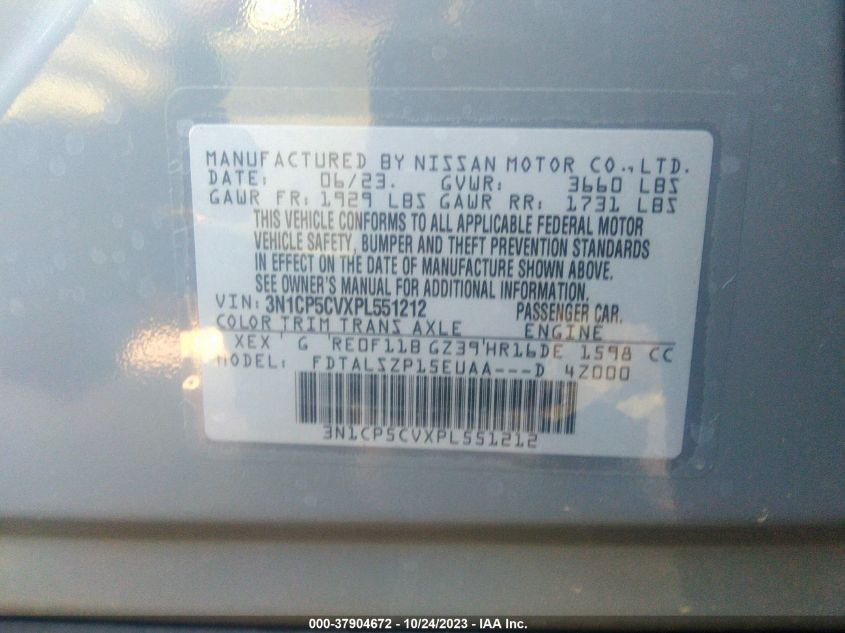 MANUFACTURED BY NISSAN MOTOR CO., LTD.
DATE: 06/23. GVWR: 3660 LBS
GAWR FR: 1929 LBS GAWR RR: 1731 LBS
THIS VEHICLE CONFORMS TO ALL APPLICABLE FEDERAL MOTOR
VEHICLE SAFETY, BUMPER AND THEFT PREVENTION STANDARDS
IN EFFECT ON THE DATE OF MANUFACTURE SHOWN ABOVE.
SEE OWNER'S MANUAL FOR ADDITIONAL INFORMATION.
VIN: 3N1CP5CVXPL551212 PASSENGER CAR.
COLOR TRIM TRANS AXLE ENGINE
XEX G RE0F11B GZ39 HR16DE 1598 CC
MODEL: FDTALSZP15EUAA---D 4Z000
3N1CP5CVXPL551212
000-37904672 - 10/24/2023 - IAA Inc.